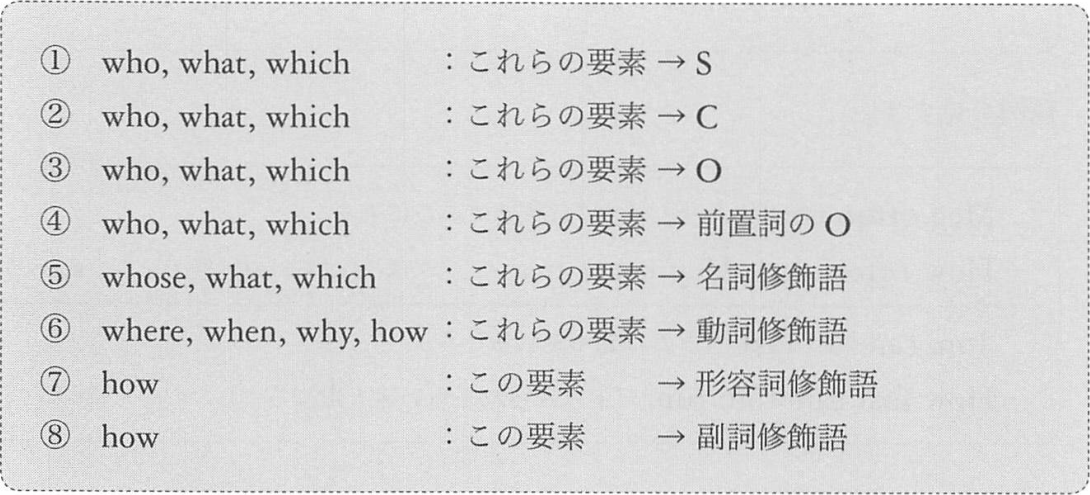 ① who, what, which ：これらの要素 → S
② who, what, which ：これらの要素 → C
③ who, what, which ：これらの要素 → O
④ who, what, which ：これらの要素 → 前置詞の O
⑤ whose, what, which ：これらの要素 → 名詞修飾語
⑥ where, when, why, how ：これらの要素 → 動詞修飾語
⑦ how ：この要素 → 形容詞修飾語
⑧ how ：この要素 → 副詞修飾語